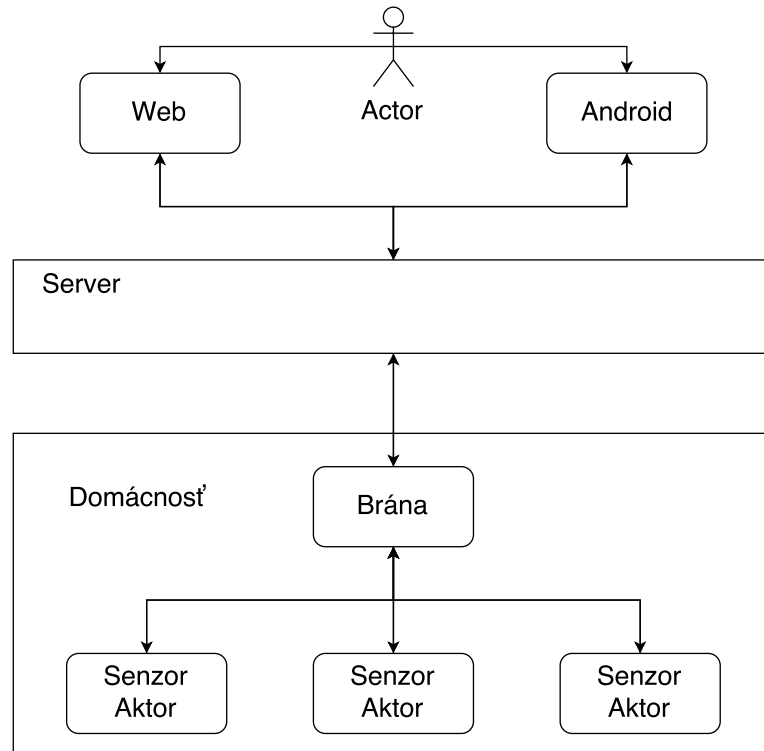 Web
Actor
Android
Server
Domácnosť
Brána
Senzor
Aktor
Senzor
Aktor
Senzor
Aktor